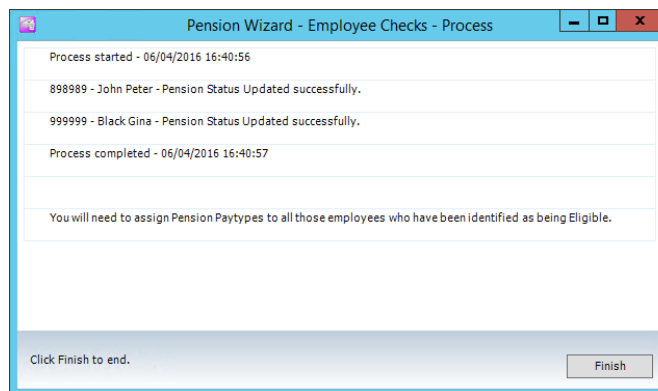 Pension Wizard - Employee Checks - Process
Process started - 06/04/2016 16:40:56
898989 - John Peter - Pension Status Updated successfully.
999999 - Black Gina - Pension Status Updated successfully.
Process completed - 06/04/2016 16:40:57
You will need to assign Pension Paytypes to all those employees who have been identified as being Eligible.
Click Finish to end.
Finish